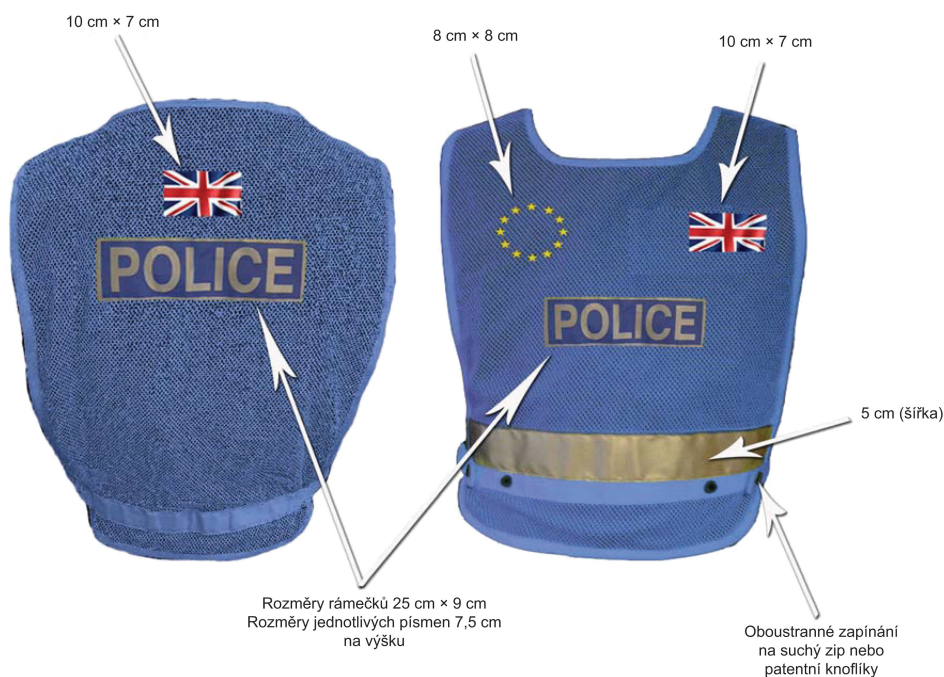 10 cm × 7 cm
8 cm × 8 cm
10 cm × 7 cm
POLICE
POLICE
5 cm (šířka)
Rozměry rámečků 25 cm × 9 cm
Rozměry jednotlivých písmen 7,5 cm
na výšku
Oboustranné zapínání
na suchý zip nebo
patentní knoflíky